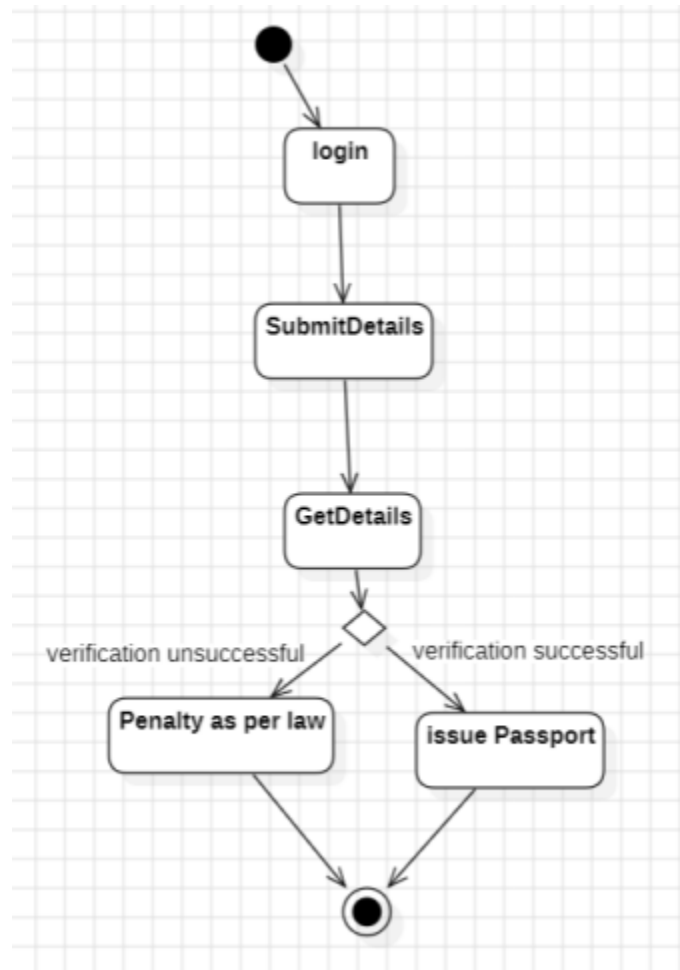 login
SubmitDetails
GetDetails
verification unsuccessful
verification successful
Penalty as per law
issue Passport